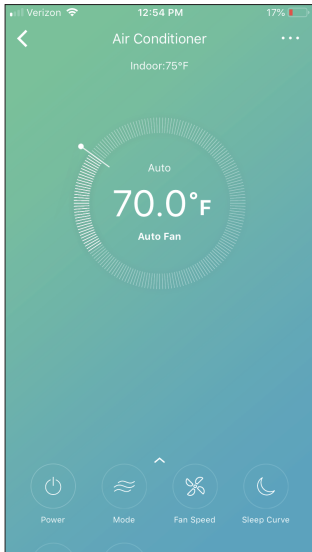 Verizon 12:54 PM 17%
Air Conditioner
Indoor:75°F
Auto
70.0°F
Auto Fan
Power Mode Fan Speed Sleep Curve